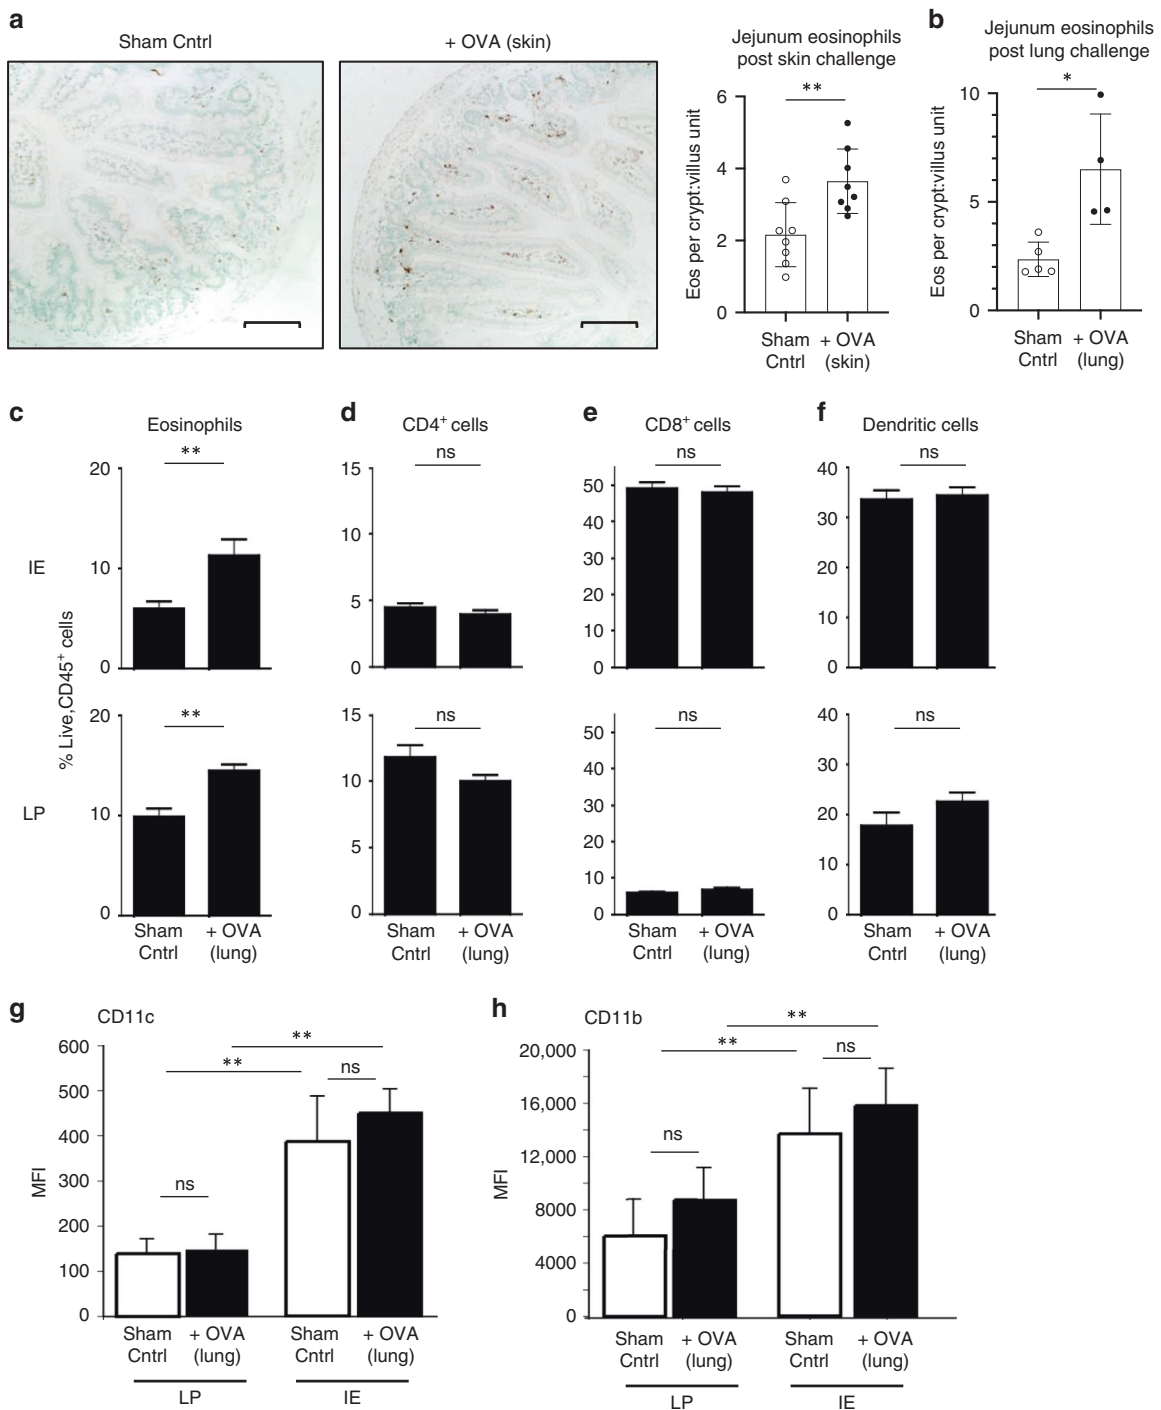 a
Sham Cntrl
+ OVA (skin)
Jejunum eosinophils
post skin challenge
**
Eos per crypt:villus unit
6
4
2
0
Sham
Cntrl
+ OVA
(skin)
b
Jejunum eosinophils
post lung challenge
*
Eos per crypt:villus unit
10
5
0
Sham
Cntrl
+ OVA
(lung)
IE
LP
% Live,CD45+ cells
c
Eosinophils
**
20
10
0
**
20
10
0
Sham
Cntrl
+ OVA
(lung)
d
CD4+ cells
ns
15
10
5
0
ns
15
10
5
0
Sham
Cntrl
+ OVA
(lung)
e
CD8+ cells
ns
50
40
30
20
10
0
ns
50
40
30
20
10
0
Sham
Cntrl
+ OVA
(lung)
f
Dendritic cells
ns
40
30
20
10
0
ns
40
30
20
10
0
Sham
Cntrl
+ OVA
(lung)
g
CD11c
**
**
ns
ns
MFI
600
500
400
300
200
100
0
Sham
Cntrl
+ OVA
(lung)
Sham
Cntrl
+ OVA
(lung)
LP
IE
h
CD11b
**
**
ns
ns
MFI
20,000
16,000
12,000
8000
4000
0
Sham
Cntrl
+ OVA
(lung)
Sham
Cntrl
+ OVA
(lung)
LP
IE